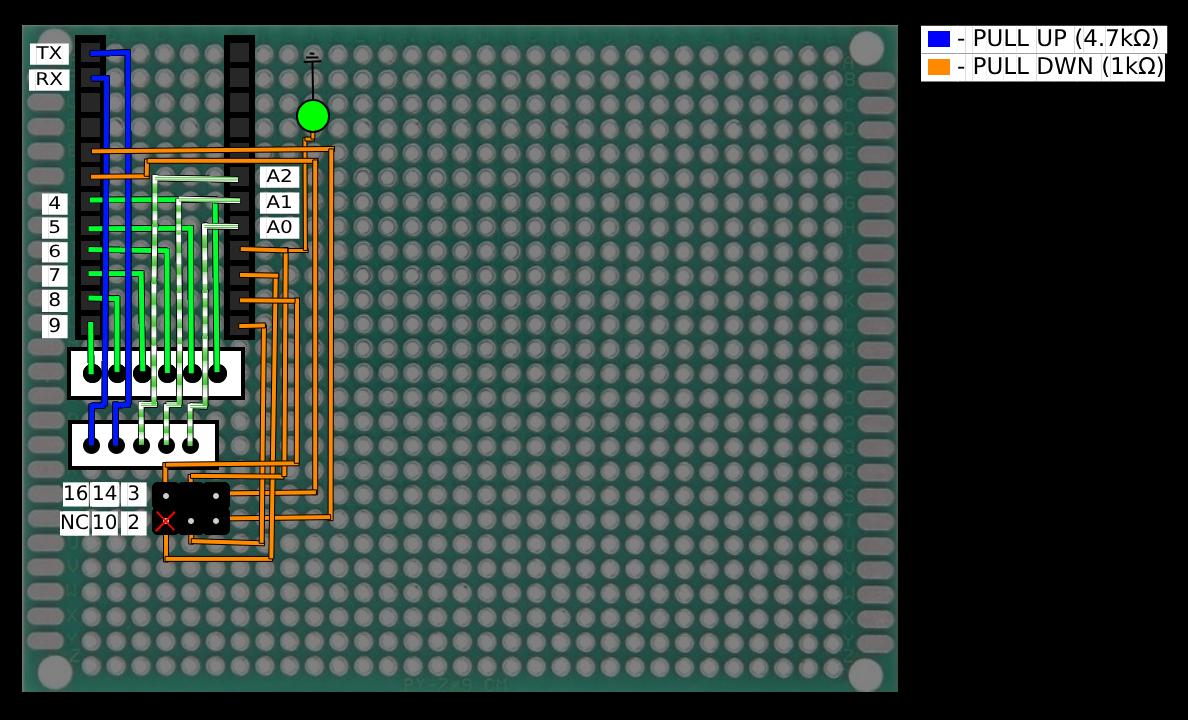 TX
RX
- PULL UP (4.7kΩ)
- PULL DWN (1kΩ)
A2
A1
A0
4
5
6
7
8
9
16 14 3
NC 10 2